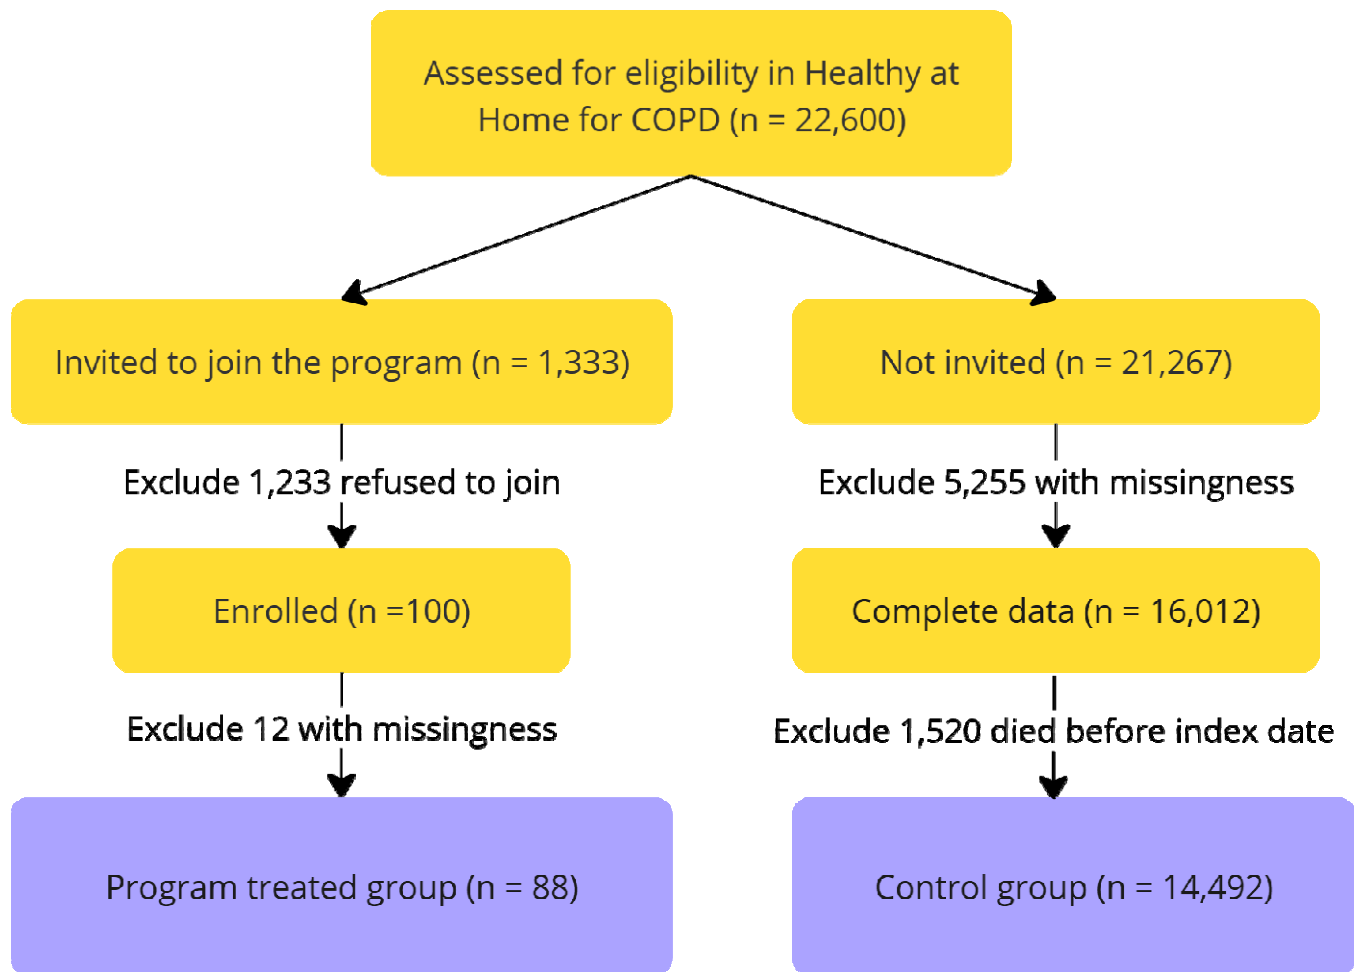 Assessed for eligibility in Healthy at
Home for COPD (n = 22,600)
Invited to join the program (n = 1,333)
Not invited (n = 21,267)
Exclude 1,233 refused to join
Exclude 5,255 with missingness
Enrolled (n =100)
Complete data (n = 16,012)
Exclude 12 with missingness
Exclude 1,520 died before index date
Program treated group (n = 88)
Control group (n = 14,492)